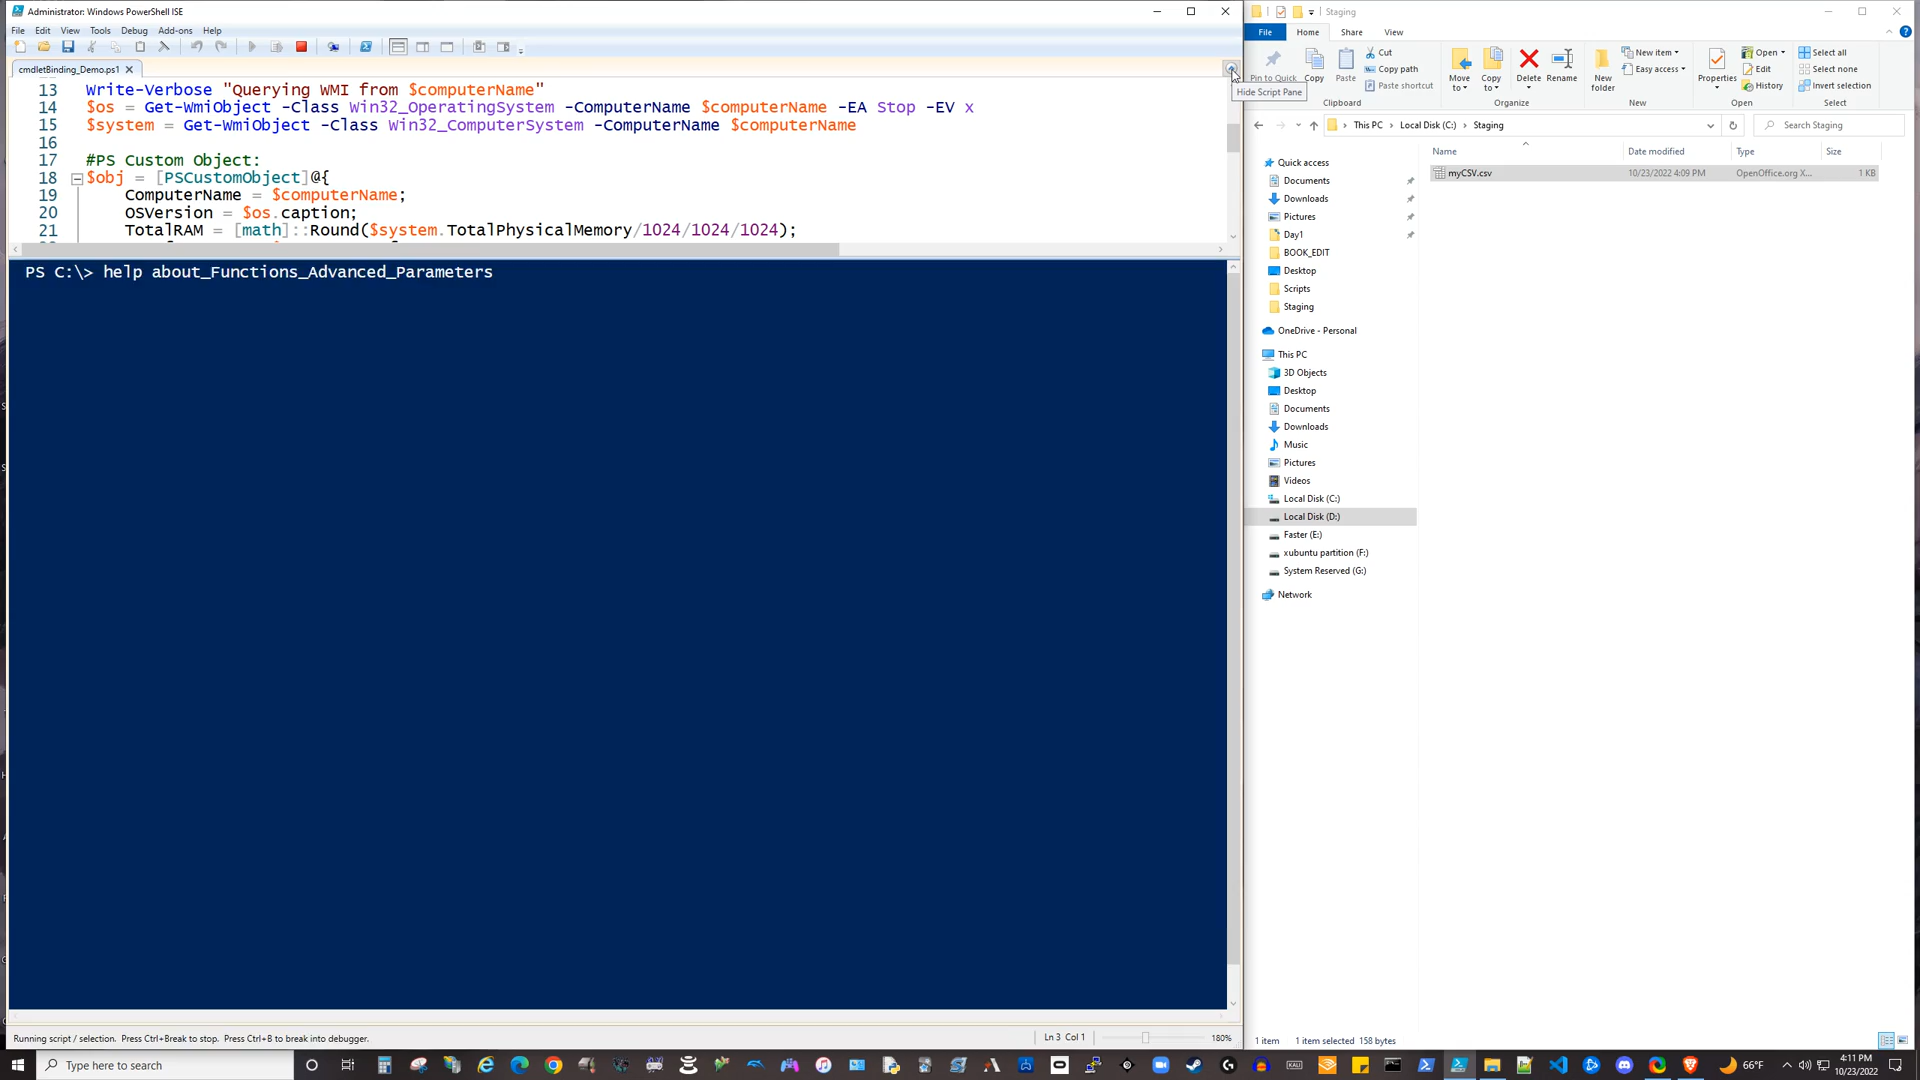 Administrator: Windows PowerShell ISE
File Edit View Tools Debug Add-ons Help
cmdletBinding_Demo.ps1
13 Write-Verbose "Querying WMI from $computerName"
14 $os = Get-WmiObject -Class Win32_OperatingSystem -ComputerName $computerName -EA Stop -EV x
15 $system = Get-WmiObject -Class Win32_ComputerSystem -ComputerName $computerName
16
17 #PS Custom Object:
18 $obj = [PSCustomObject]@{
19 ComputerName = $computerName;
20 OSVersion = $os.caption;
21 TotalRAM = [math]::Round($system.TotalPhysicalMemory/1024/1024/1024);
PS C:\> help about_Functions_Advanced_Parameters
Running script / selection. Press Ctrl+Break to stop. Press Ctrl+B to break into debugger.
Ln 3 Col 1
180%
Hide Script Pane
Staging
File Home Share View
Pin to Quick
Copy
Paste
Cut
Copy path
Paste shortcut
Clipboard
Move to
Copy to
Delete
Rename
Organize
New folder
New item
Easy access
New
Properties
Open
Edit
History
Open
Select all
Select none
Invert selection
Select
This PC > Local Disk (C:) > Staging
Search Staging
Name Date modified Type Size
myCSV.csv 10/23/2022 4:09 PM OpenOffice.org X... 1 KB
Quick access
Documents
Downloads
Pictures
Day1
BOOK_EDIT
Desktop
Scripts
Staging
OneDrive - Personal
This PC
3D Objects
Desktop
Documents
Downloads
Music
Pictures
Videos
Local Disk (C:)
Local Disk (D:)
Faster (E:)
xubuntu partition (F:)
System Reserved (G:)
Network
1 item 1 item selected 158 bytes
Type here to search
66°F
4:11 PM
10/23/2022